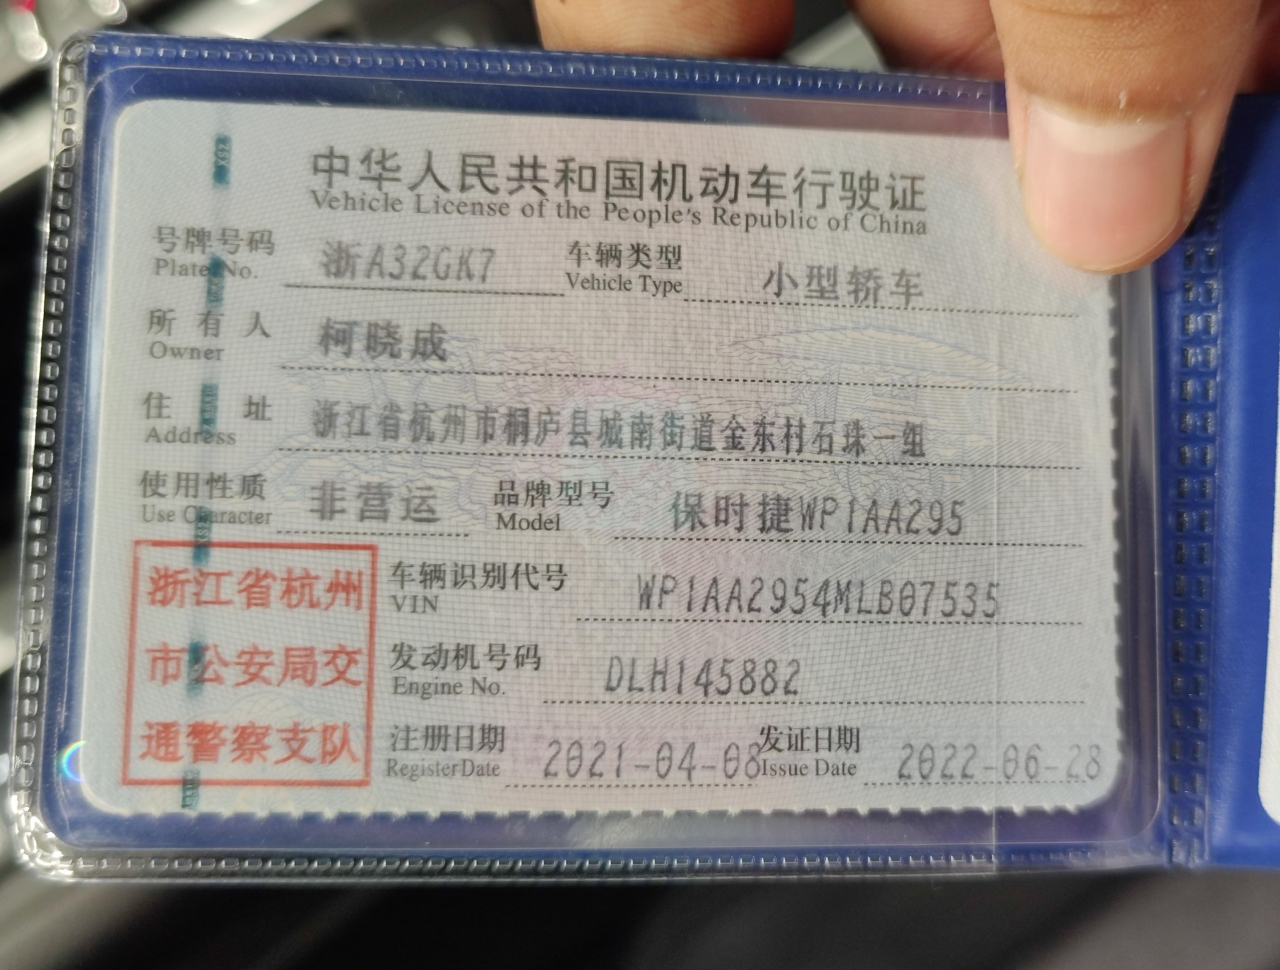 中华人民共和国机动车行驶证
Vehicle License of the People's Republic of China
号牌号码 浙A32GK7 车辆类型 小型轿车
Plate No. Vehicle Type
所有人 柯晓成
Owner
住址 浙江省杭州市桐庐县城南街道金东村石珠一组
Address
使用性质 非营运 品牌型号 保时捷WP1AA295
Use Character Model
浙江省杭州
市公安局交
通警察支队
车辆识别代号 WP1AA2954MLB07535
VIN
发动机号码 DLH145882
Engine No.
注册日期 2021-04-08 发证日期 2022-06-28
Register Date Issue Date